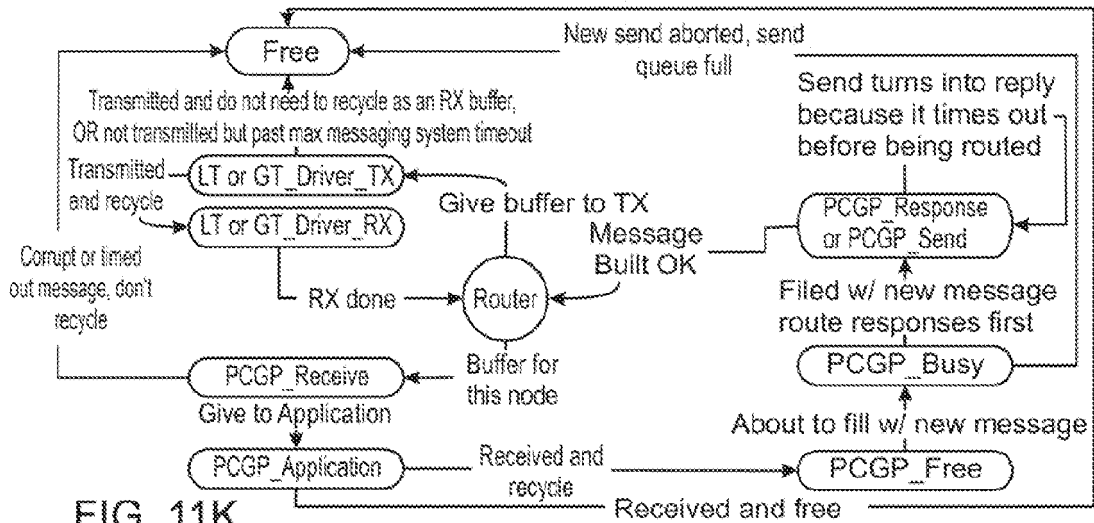 Free
New send aborted, send
queue full
Transmitted and do not need to recycle as an RX buffer,
OR not transmitted but past max messaging system timeout
Send turns into reply
because it times out
before being routed
Transmitted
and recycle
LT or GT_Driver_TX
LT or GT_Driver_RX
Give buffer to TX
Message
Built OK
PCGP_Response
or PCGP_Send
Corrupt or timed
out message, don't
recycle
RX done
Router
Filed w/ new message
route responses first
PCGP_Receive
Buffer for
this node
PCGP_Busy
Give to Application
About to fill w/ new message
PCGP_Application
Received and
recycle
PCGP_Free
Received and free
FIG. 11K